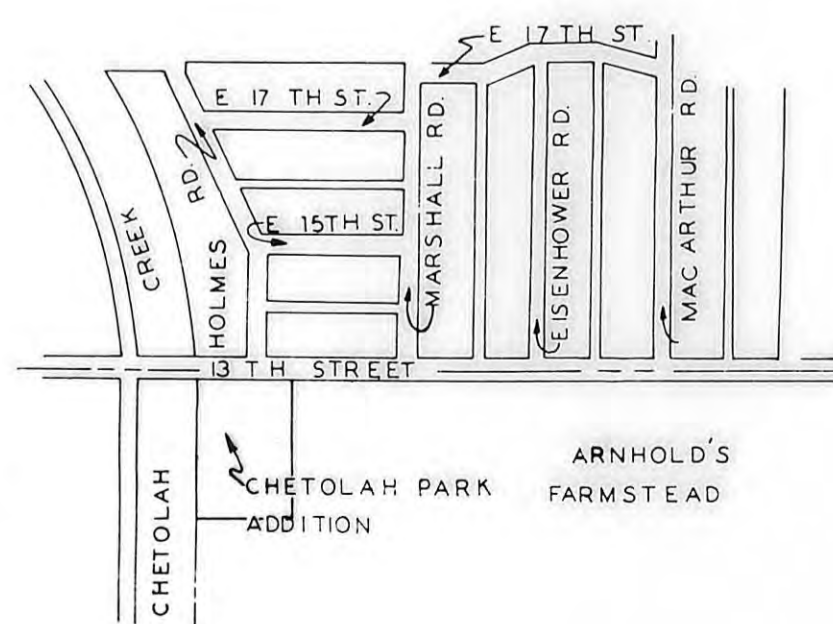 E 17TH ST.
E 17 TH ST.
HOLMES RD.
E 15TH ST.
MARSHALL RD.
EISENHOWER RD.
MAC ARTHUR RD.
CHETOLAH CREEK
13 TH STREET
CHETOLAH PARK
ADDITION
ARNHOLD'S
FARMSTEAD